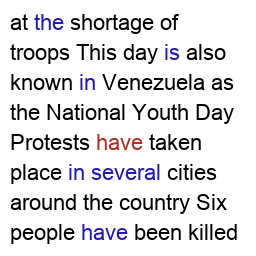 at the shortage of
troops This day is also
known in Venezuela as
the National Youth Day
Protests have taken
place in several cities
around the country Six
people have been killed